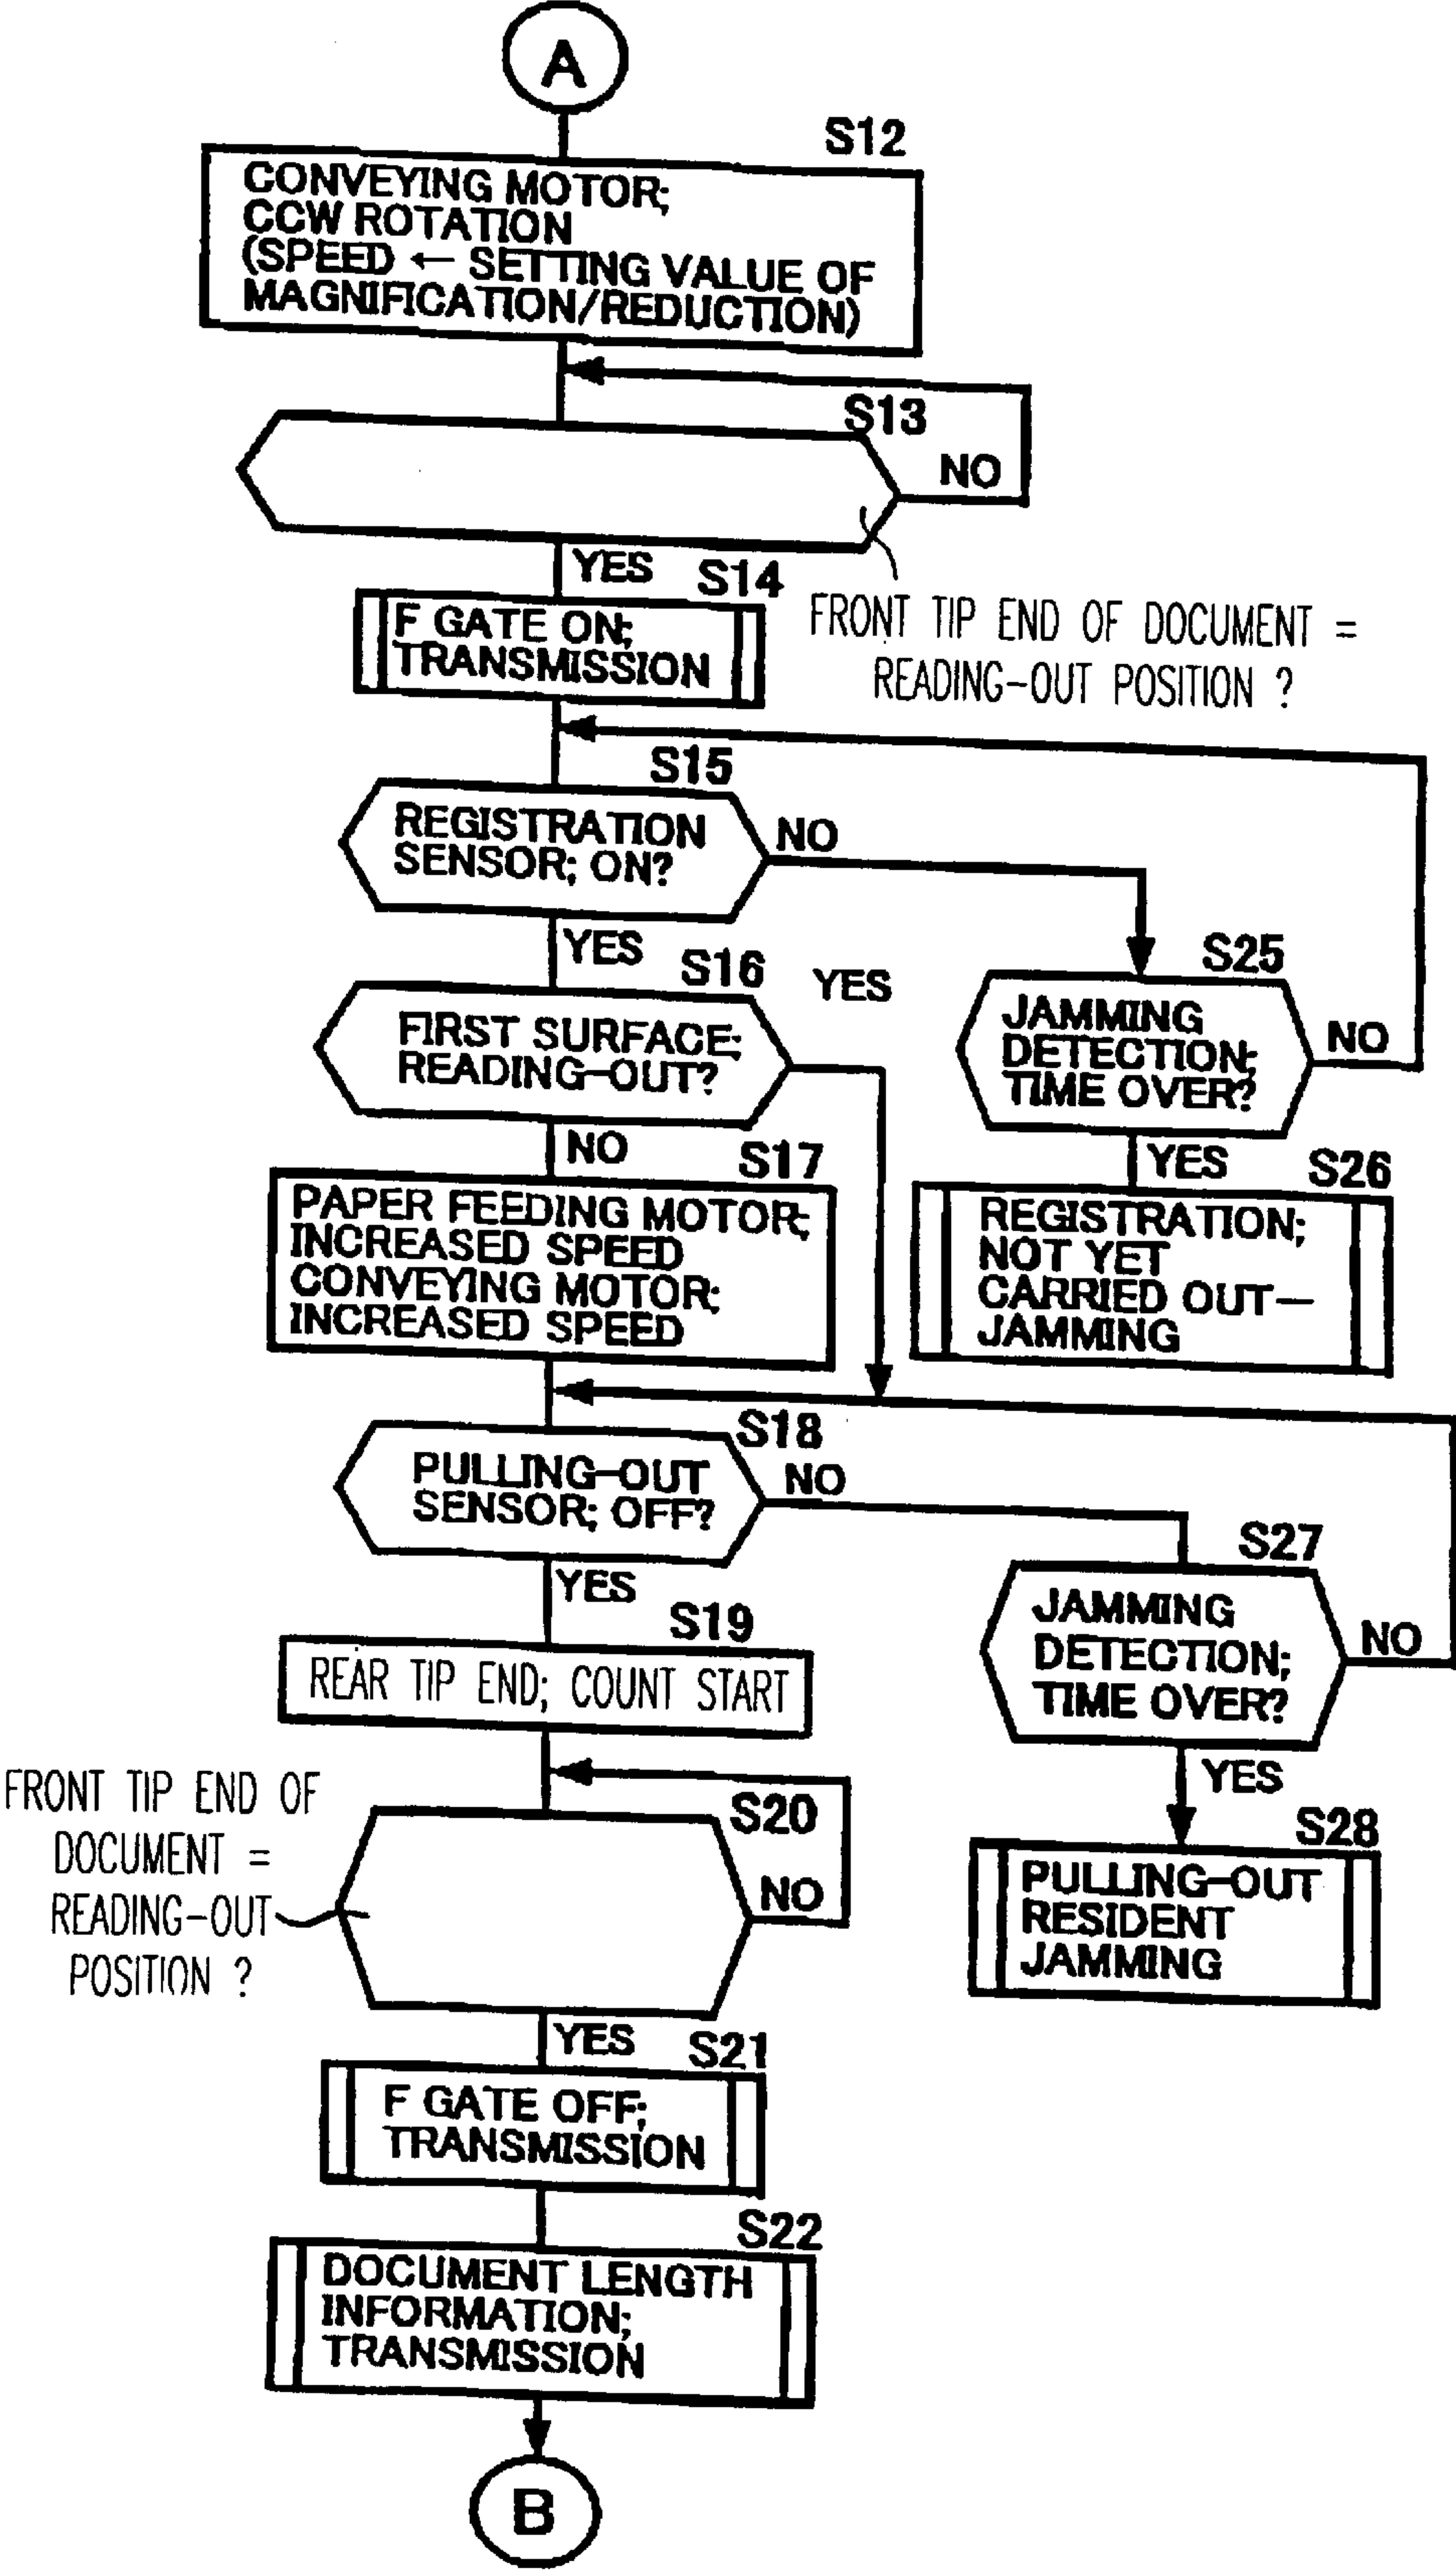 A
S12
CONVEYING MOTOR;
CCW ROTATION
(SPEED ← SETTING VALUE OF
MAGNIFICATION/REDUCTION)
S13
NO
YES
FRONT TIP END OF DOCUMENT =
READING-OUT POSITION ?
S14
F GATE ON;
TRANSMISSION
S15
REGISTRATION
SENSOR; ON?
NO
YES
S16
YES
FIRST SURFACE;
READING-OUT?
NO
S25
JAMMING
DETECTION;
TIME OVER?
NO
YES
S17
PAPER FEEDING MOTOR;
INCREASED SPEED
CONVEYING MOTOR;
INCREASED SPEED
S26
REGISTRATION;
NOT YET
CARRIED OUT—
JAMMING
S18
PULLING-OUT
SENSOR; OFF?
NO
YES
S27
JAMMING
DETECTION;
TIME OVER?
NO
YES
S19
REAR TIP END; COUNT START
S20
FRONT TIP END OF
DOCUMENT =
READING-OUT
POSITION ?
NO
YES
S28
PULLING-OUT
RESIDENT
JAMMING
S21
F GATE OFF;
TRANSMISSION
S22
DOCUMENT LENGTH
INFORMATION;
TRANSMISSION
B